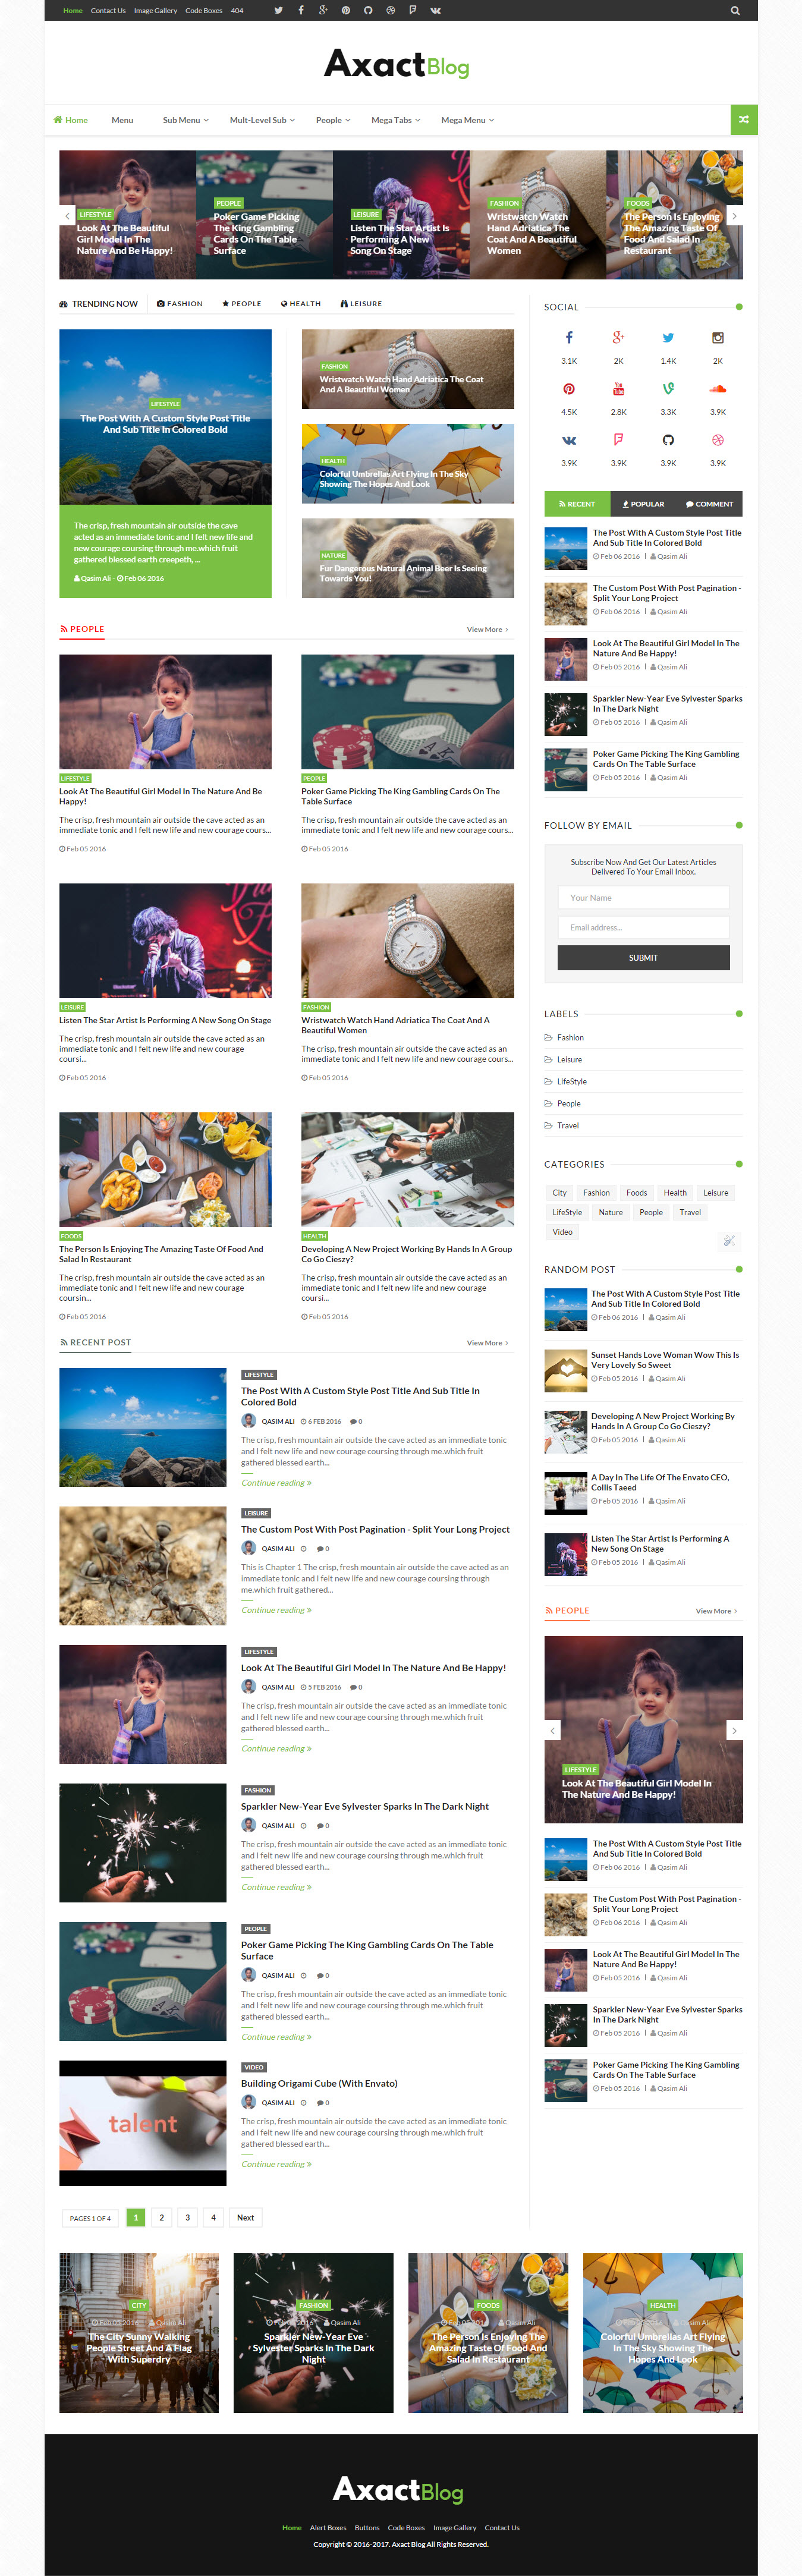 Home Contact Us Image Gallery Code Boxes 404
AxactBlog
Home Menu Sub Menu Mult-Level Sub People Mega Tabs Mega Menu
LIFESTYLE
Look At The Beautiful
Girl Model In The
Nature And Be Happy!
PEOPLE
Poker Game Picking
The King Gambling
Cards On The Table
Surface
LEISURE
Listen The Star Artist Is
Performing A New
Song On Stage
FASHION
Wristwatch Watch
Hand Adriatica The
Coat And A Beautiful
Women
FOODS
The Person Is Enjoying
The Amazing Taste Of
Food And Salad In
Restaurant
TRENDING NOW FASHION PEOPLE HEALTH LEISURE
LIFESTYLE
The Post With A Custom Style Post Title
And Sub Title In Colored Bold
The crisp, fresh mountain air outside the cave
acted as an immediate tonic and I felt new life and
new courage coursing through me.which fruit
gathered blessed earth creepeth, ...
Qasim Ali - Feb 06 2016
FASHION
Wristwatch Watch Hand Adriatica The Coat
And A Beautiful Women
HEALTH
Colorful Umbrellas Art Flying In The Sky
Showing The Hopes And Look
NATURE
Fur Dangerous Natural Animal Beer Is Seeing
Towards You!
PEOPLE View More
LIFESTYLE
Look At The Beautiful Girl Model In The Nature And Be
Happy!
The crisp, fresh mountain air outside the cave acted as an
immediate tonic and I felt new life and new courage cours...
Feb 05 2016
PEOPLE
Poker Game Picking The King Gambling Cards On The
Table Surface
The crisp, fresh mountain air outside the cave acted as an
immediate tonic and I felt new life and new courage cours...
Feb 05 2016
LEISURE
Listen The Star Artist Is Performing A New Song On Stage
The crisp, fresh mountain air outside the cave acted as an
immediate tonic and I felt new life and new courage
coursi...
Feb 05 2016
FASHION
Wristwatch Watch Hand Adriatica The Coat And A
Beautiful Women
The crisp, fresh mountain air outside the cave acted as an
immediate tonic and I felt new life and new courage cours...
Feb 05 2016
FOODS
The Person Is Enjoying The Amazing Taste Of Food And
Salad In Restaurant
The crisp, fresh mountain air outside the cave acted as an
immediate tonic and I felt new life and new courage
coursin...
Feb 05 2016
HEALTH
Developing A New Project Working By Hands In A Group
Co Go Cieszy?
The crisp, fresh mountain air outside the cave acted as an
immediate tonic and I felt new life and new courage
coursi...
Feb 05 2016
RECENT POST View More
LIFESTYLE
The Post With A Custom Style Post Title And Sub Title In
Colored Bold
QASIM ALI 6 FEB 2016 0
The crisp, fresh mountain air outside the cave acted as an immediate tonic
and I felt new life and new courage coursing through me.which fruit
gathered blessed earth...
Continue reading »
LEISURE
The Custom Post With Post Pagination - Split Your Long Project
QASIM ALI 0
This is Chapter 1 The crisp, fresh mountain air outside the cave acted as an
immediate tonic and I felt new life and new courage coursing through
me.which fruit gathered...
Continue reading »
LIFESTYLE
Look At The Beautiful Girl Model In The Nature And Be Happy!
QASIM ALI 5 FEB 2016 0
The crisp, fresh mountain air outside the cave acted as an immediate tonic
and I felt new life and new courage coursing through me.which fruit
gathered blessed earth...
Continue reading »
FASHION
Sparkler New-Year Eve Sylvester Sparks In The Dark Night
QASIM ALI 0
The crisp, fresh mountain air outside the cave acted as an immediate tonic
and I felt new life and new courage coursing through me.which fruit
gathered blessed earth...
Continue reading »
PEOPLE
Poker Game Picking The King Gambling Cards On The Table
Surface
QASIM ALI 0
The crisp, fresh mountain air outside the cave acted as an immediate tonic
and I felt new life and new courage coursing through me.which fruit
gathered blessed earth...
Continue reading »
talent
VIDEO
Building Origami Cube (With Envato)
QASIM ALI 0
The crisp, fresh mountain air outside the cave acted as an immediate tonic
and I felt new life and new courage coursing through me.which fruit
gathered blessed earth...
Continue reading »
PAGES 1 OF 4 1 2 3 4 Next
SOCIAL
3.1K 2K 1.4K 2K
4.5K 2.8K 3.3K 3.9K
3.9K 3.9K 3.9K 3.9K
RECENT POPULAR COMMENT
The Post With A Custom Style Post Title
And Sub Title In Colored Bold
Feb 06 2016 | Qasim Ali
The Custom Post With Post Pagination -
Split Your Long Project
Feb 06 2016 | Qasim Ali
Look At The Beautiful Girl Model In The
Nature And Be Happy!
Feb 05 2016 | Qasim Ali
Sparkler New-Year Eve Sylvester Sparks
In The Dark Night
Feb 05 2016 | Qasim Ali
Poker Game Picking The King Gambling
Cards On The Table Surface
Feb 05 2016 | Qasim Ali
FOLLOW BY EMAIL
Subscribe Now And Get Our Latest Articles
Delivered To Your Email Inbox.
Your Name
Email address...
SUBMIT
LABELS
Fashion
Leisure
LifeStyle
People
Travel
CATEGORIES
City Fashion Foods Health Leisure
LifeStyle Nature People Travel
Video
RANDOM POST
The Post With A Custom Style Post Title
And Sub Title In Colored Bold
Feb 06 2016 | Qasim Ali
Sunset Hands Love Woman Wow This Is
Very Lovely So Sweet
Feb 05 2016 | Qasim Ali
Developing A New Project Working By
Hands In A Group Co Go Cieszy?
Feb 05 2016 | Qasim Ali
A Day In The Life Of The Envato CEO,
Collis Taeed
Feb 05 2016 | Qasim Ali
Listen The Star Artist Is Performing A
New Song On Stage
Feb 05 2016 | Qasim Ali
PEOPLE View More
LIFESTYLE
Look At The Beautiful Girl Model In
The Nature And Be Happy!
The Post With A Custom Style Post Title
And Sub Title In Colored Bold
Feb 06 2016 | Qasim Ali
The Custom Post With Post Pagination -
Split Your Long Project
Feb 06 2016 | Qasim Ali
Look At The Beautiful Girl Model In The
Nature And Be Happy!
Feb 05 2016 | Qasim Ali
Sparkler New-Year Eve Sylvester Sparks
In The Dark Night
Feb 05 2016 | Qasim Ali
Poker Game Picking The King Gambling
Cards On The Table Surface
Feb 05 2016 | Qasim Ali
CITY
Feb 05 2016 Qasim Ali
The City Sunny Walking
People Street And A Flag
With Superdry
FASHION
Qasim Ali
Sparkler New-Year Eve
Sylvester Sparks In The Dark
Night
FOODS
Qasim Ali
The Person Is Enjoying The
Amazing Taste Of Food And
Salad In Restaurant
HEALTH
Colorful Umbrellas Art Flying
In The Sky Showing The
Hopes And Look
AxactBlog
Home Alert Boxes Buttons Code Boxes Image Gallery Contact Us
Copyright © 2016-2017. Axact Blog All Rights Reserved.